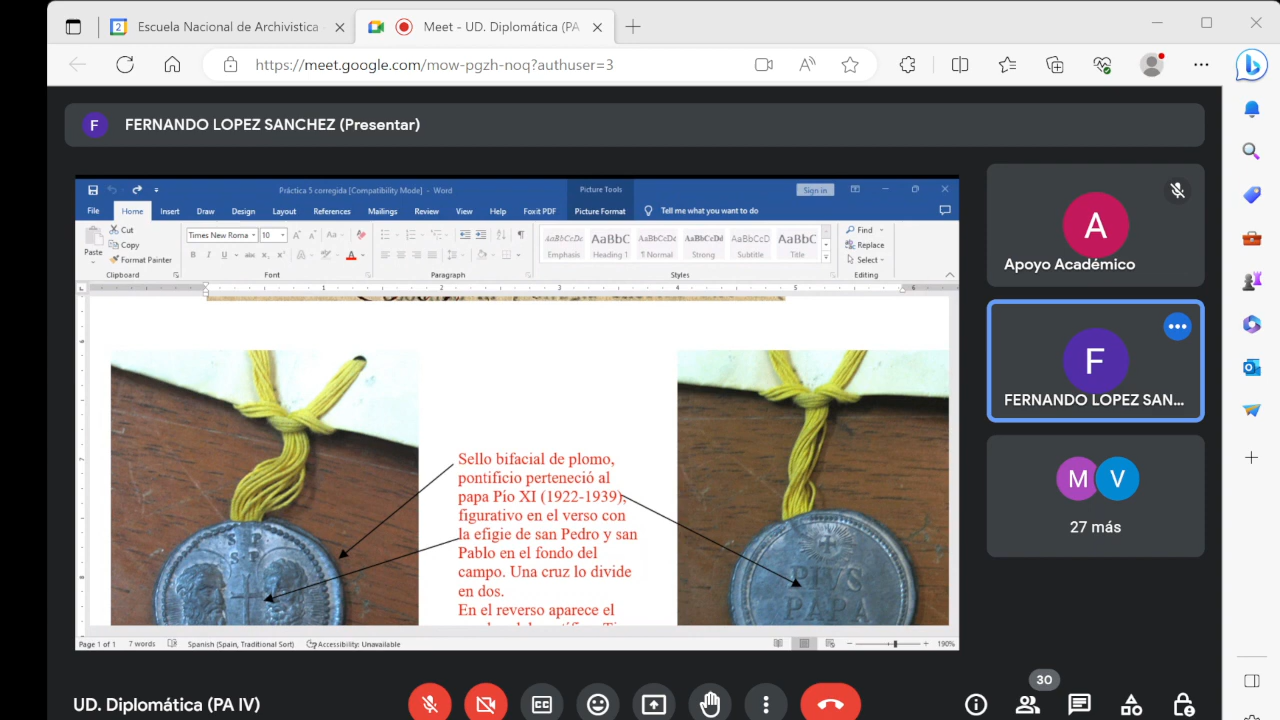 Escuela Nacional de Archivística
Meet - UD. Diplomática (PA
https://meet.google.com/mow-pgzh-noq?authuser=3
F
FERNANDO LOPEZ SANCHEZ (Presentar)
Práctica 5 corregida [Compatibility Mode] - Word
Picture Tools
Sign in
File Home Insert Draw Design Layout References Mailings Review View Help Foxit PDF Picture Format Tell me what you want to do
Cut
Copy
Format Painter
Paste
Times New Roma 10
AaBbCcDc AaBbC AaBbCcDc AaBbCcDd AaBbCcD AaBbC
Emphasis Heading 1 ¶ Normal Strong Subtitle Title
Find
Replace
Select
Clipboard Font Paragraph Styles Editing
1 2 3 4 5 6
Sello bifacial de plomo,
pontificio perteneció al
papa Pío XI (1922-1939),
figurativo en el verso con
la efigie de san Pedro y san
Pablo en el fondo del
campo. Una cruz lo divide
en dos.
En el reverso aparece el
PIVS
PAPA
Page 1 of 1 7 words Spanish (Spain, Traditional Sort) Accessibility: Unavailable
190%
A
Apoyo Académico
F
FERNANDO LOPEZ SAN...
M V
27 más
UD. Diplomática (PA IV)
30